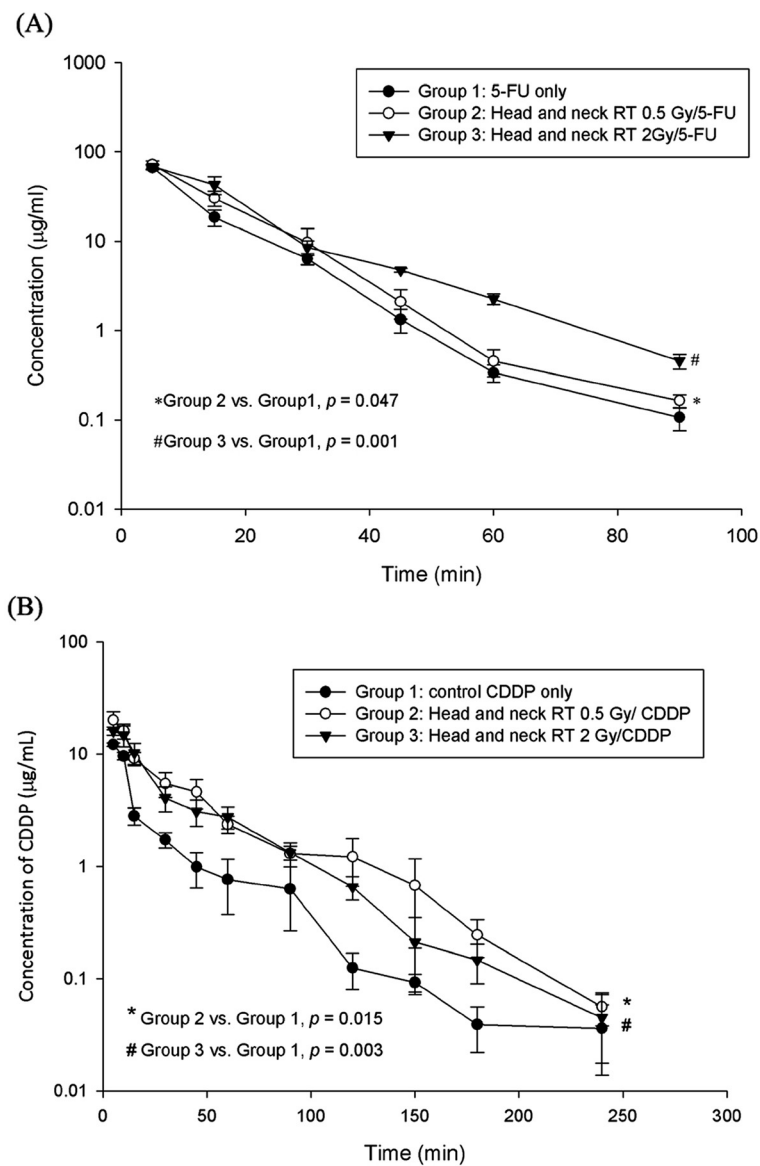 (A)
1000
100
10
1
0.1
0.01
Concentration (µg/ml)
Group 1: 5-FU only
Group 2: Head and neck RT 0.5 Gy/5-FU
Group 3: Head and neck RT 2Gy/5-FU
#
*
*Group 2 vs. Group1, p = 0.047
#Group 3 vs. Group1, p = 0.001
0 20 40 60 80 100
Time (min)
(B)
100
10
1
0.1
0.01
Concentration of CDDP (µg/mL)
Group 1: control CDDP only
Group 2: Head and neck RT 0.5 Gy/ CDDP
Group 3: Head and neck RT 2 Gy/CDDP
*
#
* Group 2 vs. Group 1, p = 0.015
# Group 3 vs. Group 1, p = 0.003
0 50 100 150 200 250 300
Time (min)